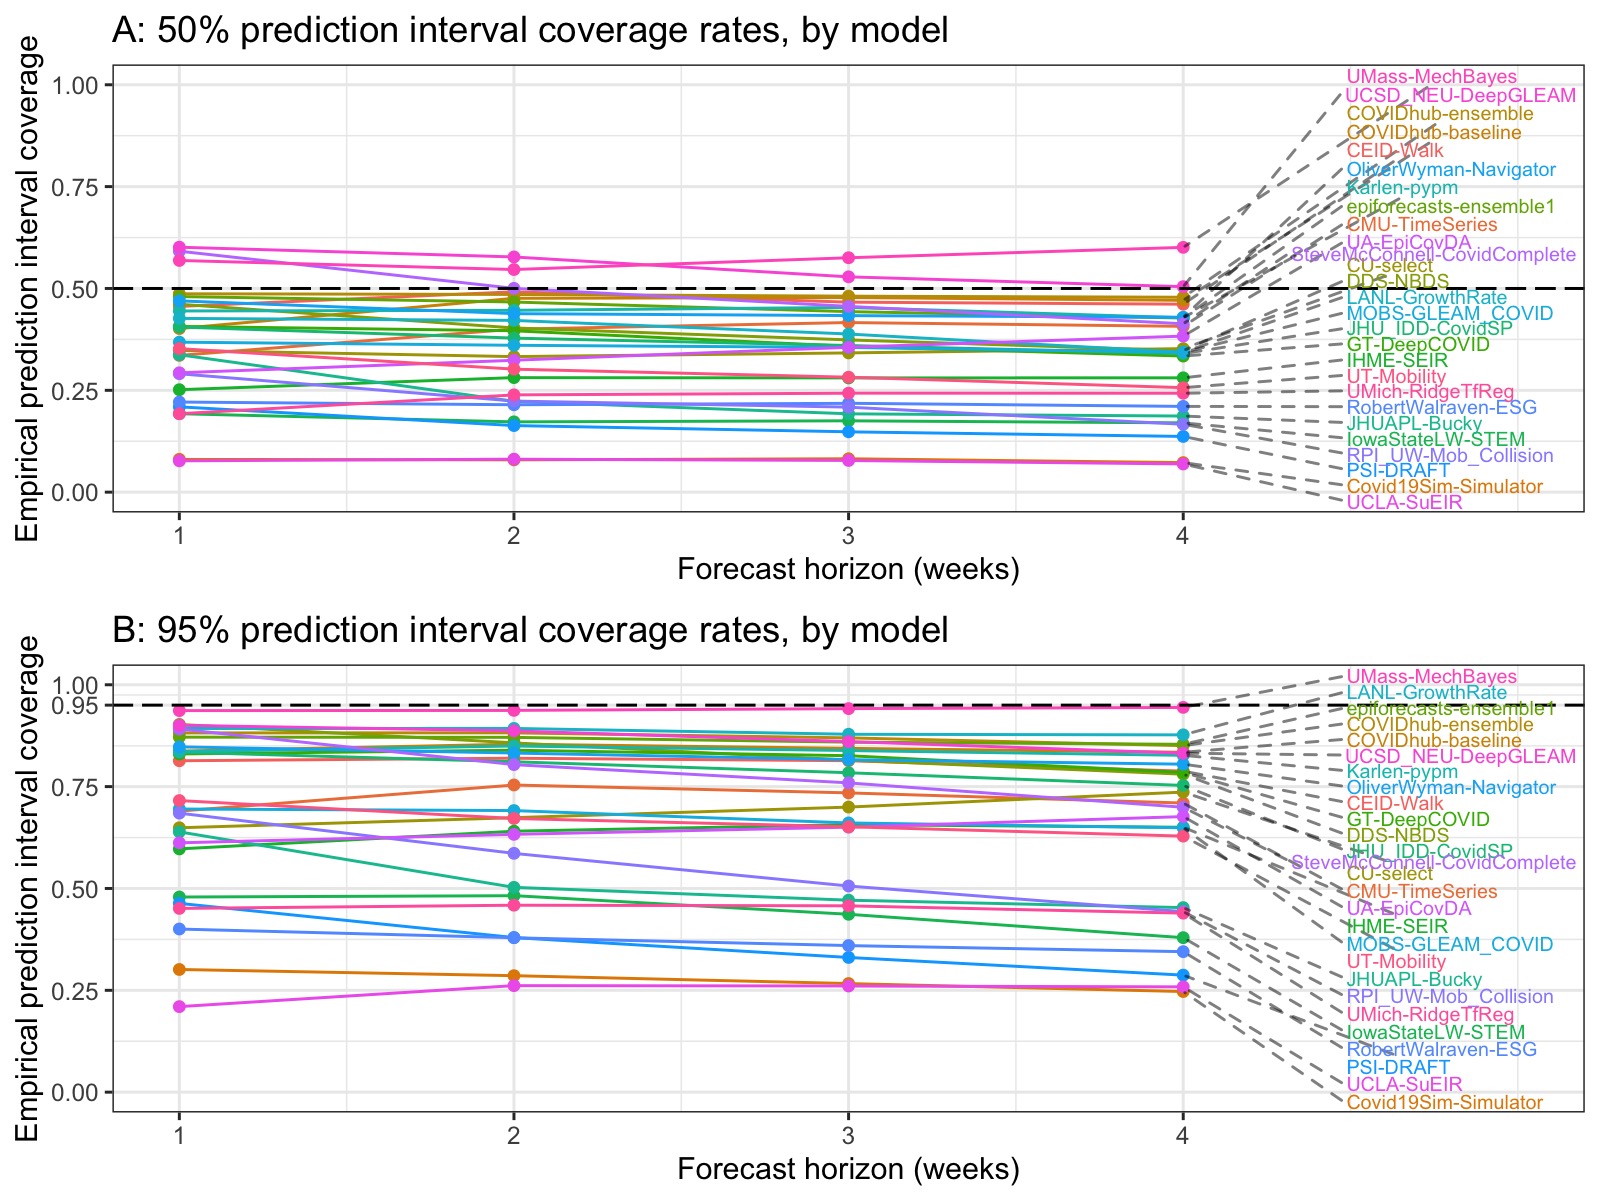 A: 50% prediction interval coverage rates, by model
Empirical prediction interval coverage
1.00
0.75
0.50
0.25
0.00
1
2
3
4
Forecast horizon (weeks)
UMass-MechBayes
UCSD_NEU-DeepGLEAM
COVIDhub-ensemble
COVIDhub-baseline
CEID-Walk
OliverWyman-Navigator
Karlen-pypm
epiforecasts-ensemble1
CMU-TimeSeries
UA-EpiCovDA
SteveMcConnell-CovidComplete
CU-select
DDS-NBDS
LANL-GrowthRate
MOBS-GLEAM_COVID
JHU_IDD-CovidSP
GT-DeepCOVID
IHME-SEIR
UT-Mobility
UMich-RidgeTfReg
RobertWalraven-ESG
JHUAPL-Bucky
IowaStateLW-STEM
RPI_UW-Mob_Collision
PSI-DRAFT
Covid19Sim-Simulator
UCLA-SuEIR
B: 95% prediction interval coverage rates, by model
Empirical prediction interval coverage
1.00
0.95
0.75
0.50
0.25
0.00
1
2
3
4
Forecast horizon (weeks)
UMass-MechBayes
LANL-GrowthRate
epiforecasts-ensemble1
COVIDhub-ensemble
COVIDhub-baseline
UCSD_NEU-DeepGLEAM
Karlen-pypm
OliverWyman-Navigator
CEID-Walk
GT-DeepCOVID
DDS-NBDS
JHU_IDD-CovidSP
SteveMcConnell-CovidComplete
CU-select
CMU-TimeSeries
UA-EpiCovDA
IHME-SEIR
MOBS-GLEAM_COVID
UT-Mobility
JHUAPL-Bucky
RPI_UW-Mob_Collision
UMich-RidgeTfReg
IowaStateLW-STEM
RobertWalraven-ESG
PSI-DRAFT
UCLA-SuEIR
Covid19Sim-Simulator